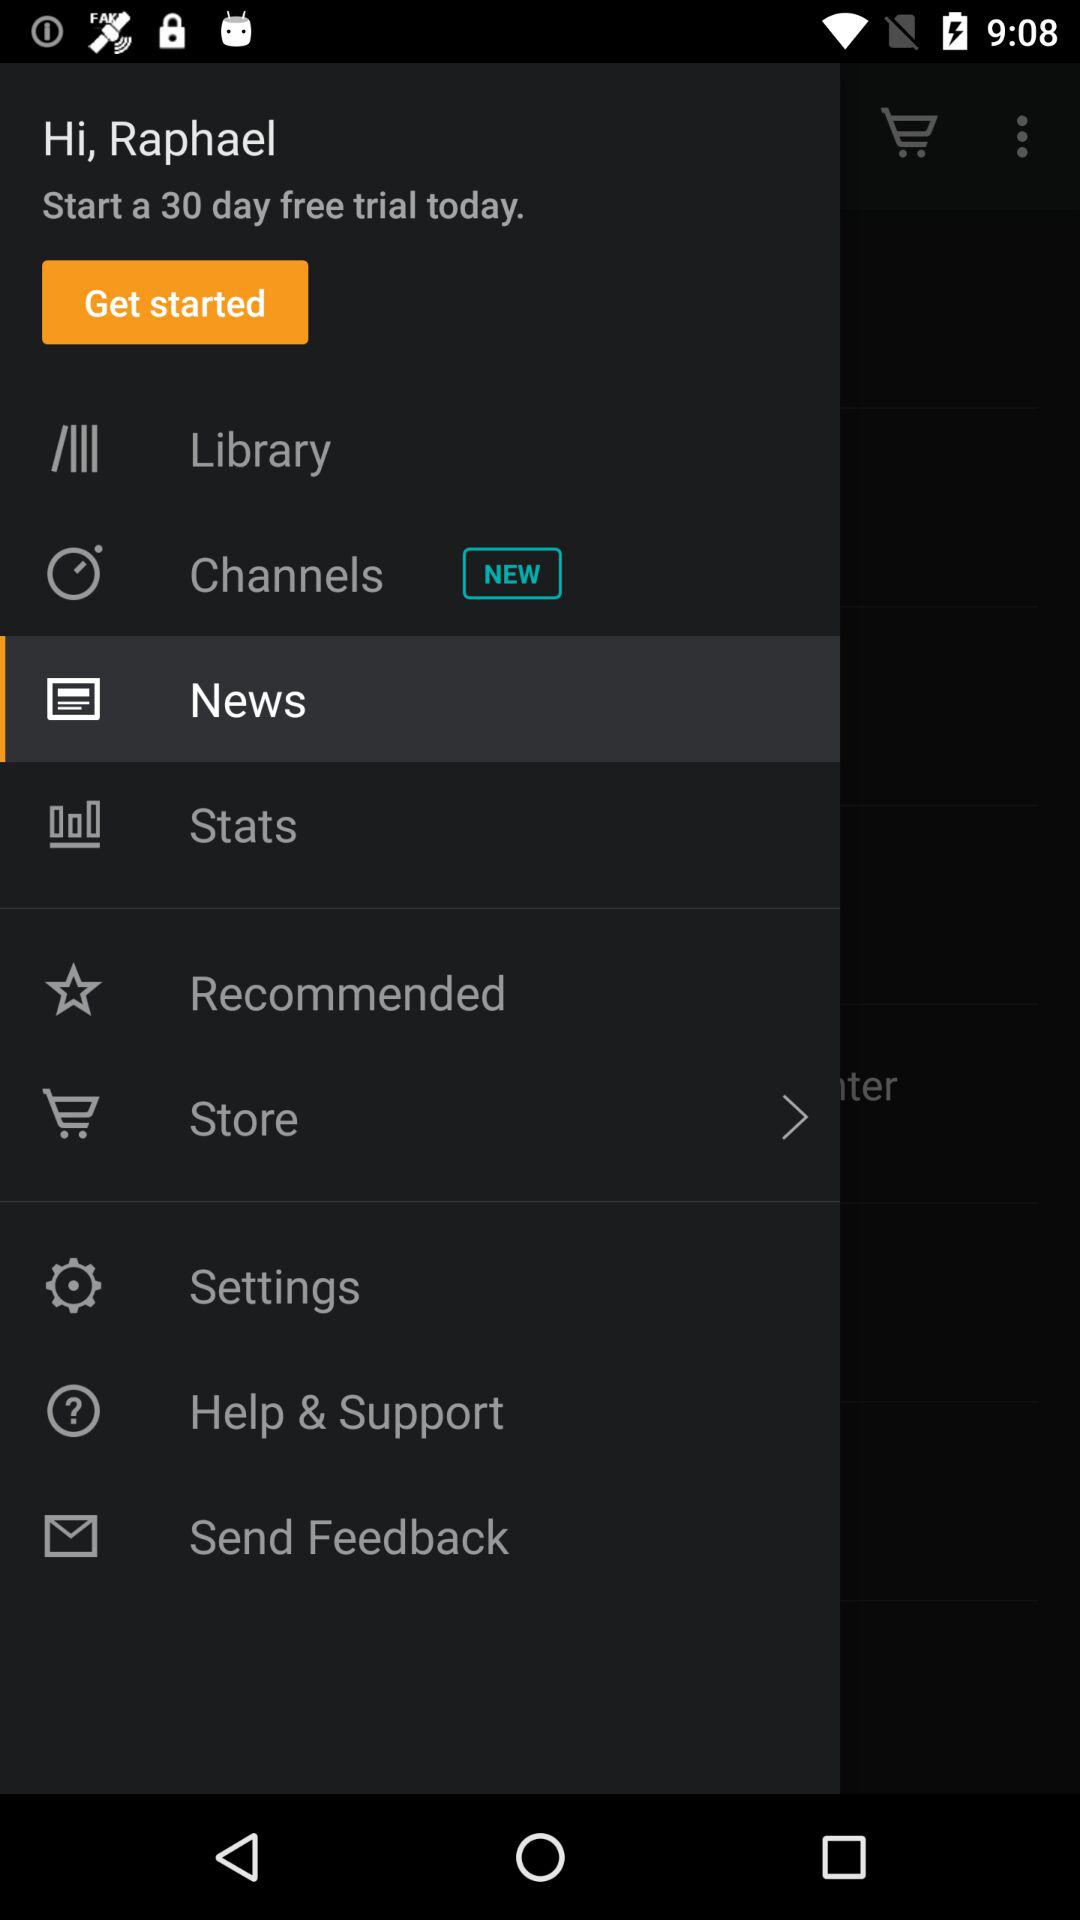 FAKE
9:08
Hi, Raphael
Start a 30 day free trial today.
Get started
Library
Channels NEW
News
Stats
Recommended
Store
Settings
Help & Support
Send Feedback